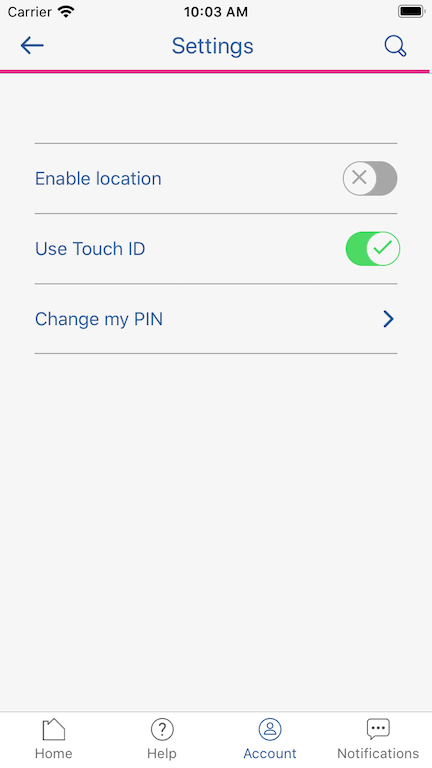 Carrier 10:03 AM
Settings
Enable location
Use Touch ID
Change my PIN
Home Help Account Notifications